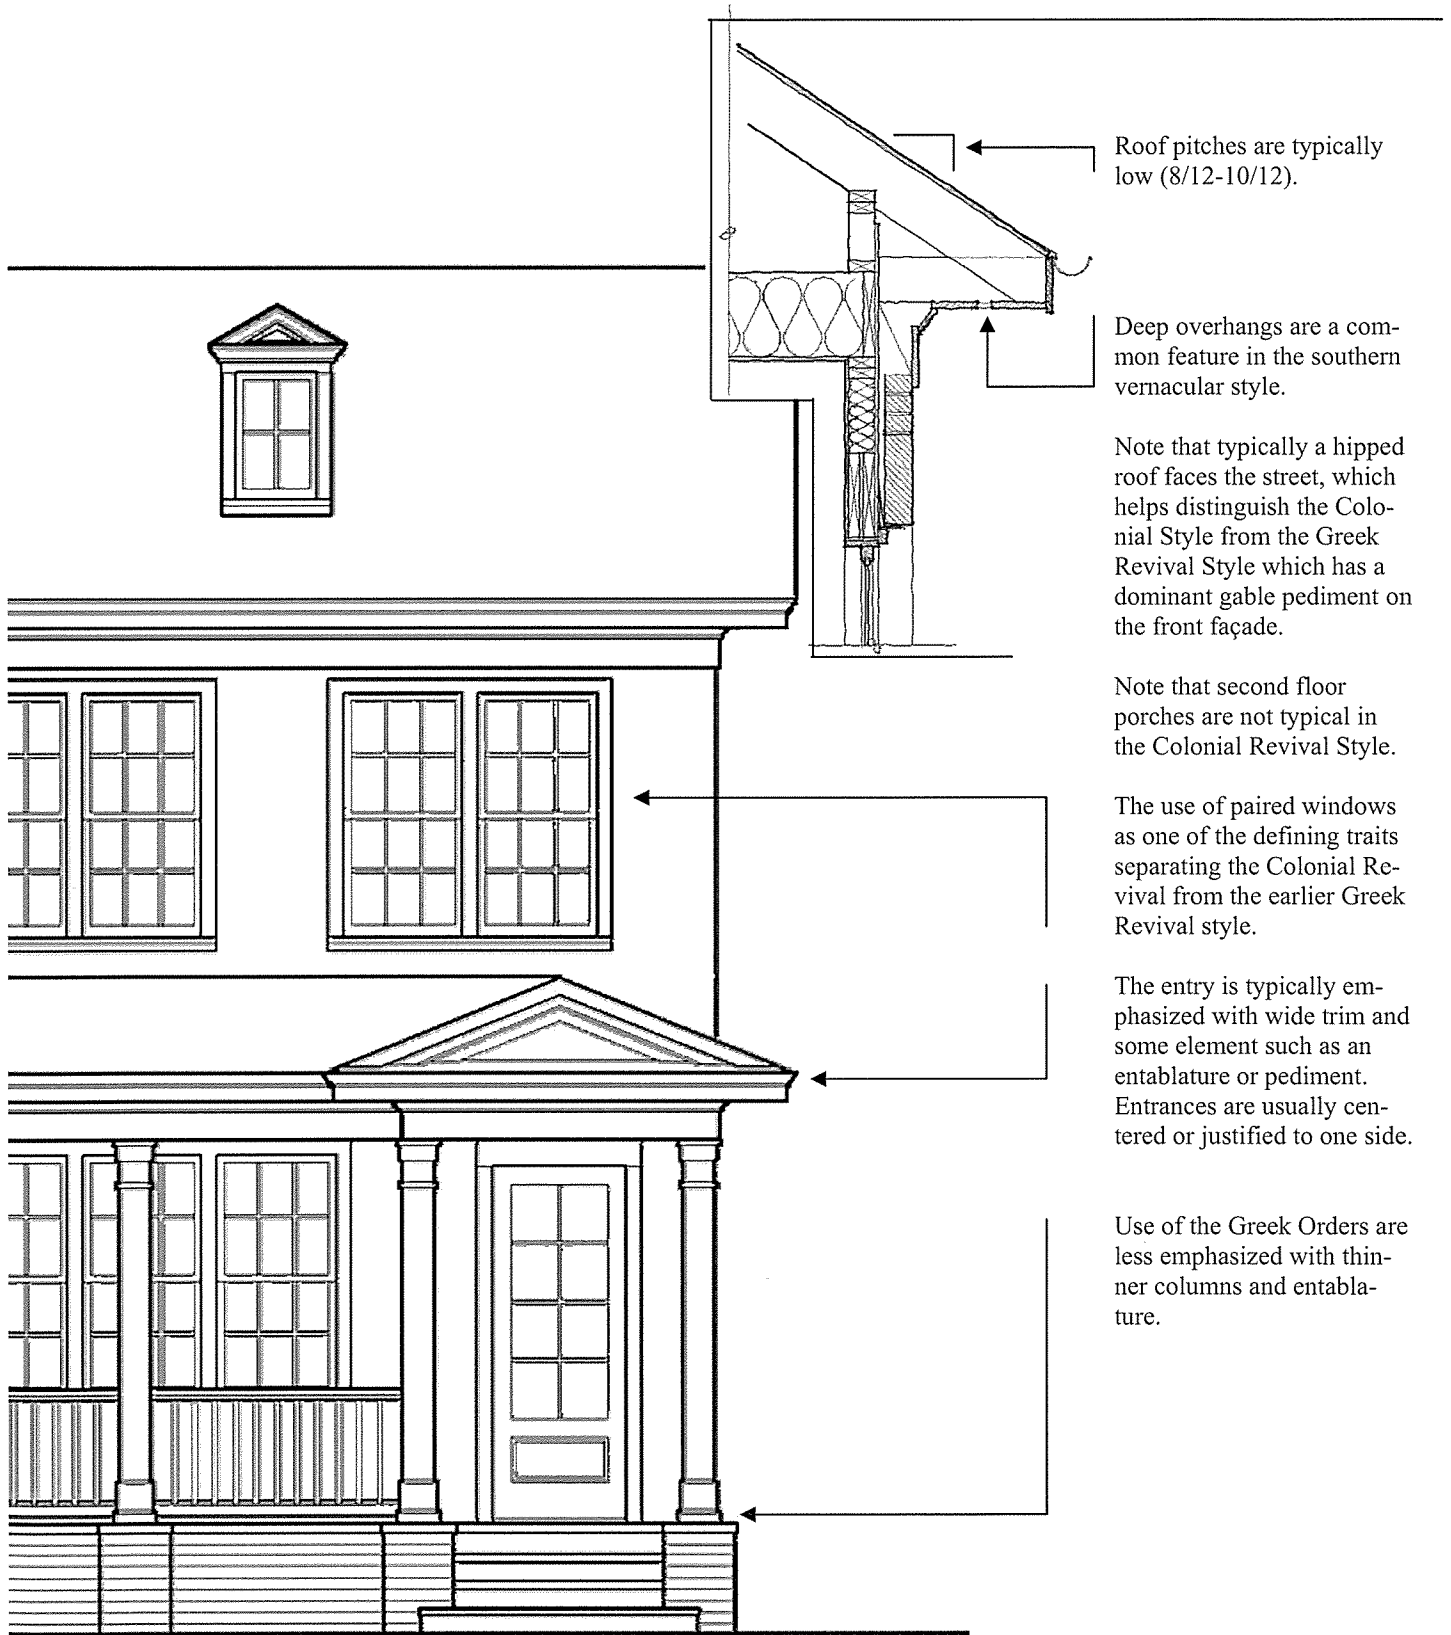 Roof pitches are typically
low (8/12-10/12).
Deep overhangs are a com-
mon feature in the southern
vernacular style.
Note that typically a hipped
roof faces the street, which
helps distinguish the Colo-
nial Style from the Greek
Revival Style which has a
dominant gable pediment on
the front façade.
Note that second floor
porches are not typical in
the Colonial Revival Style.
The use of paired windows
as one of the defining traits
separating the Colonial Re-
vival from the earlier Greek
Revival style.
The entry is typically em-
phasized with wide trim and
some element such as an
entablature or pediment.
Entrances are usually cen-
tered or justified to one side.
Use of the Greek Orders are
less emphasized with thin-
ner columns and entabla-
ture.